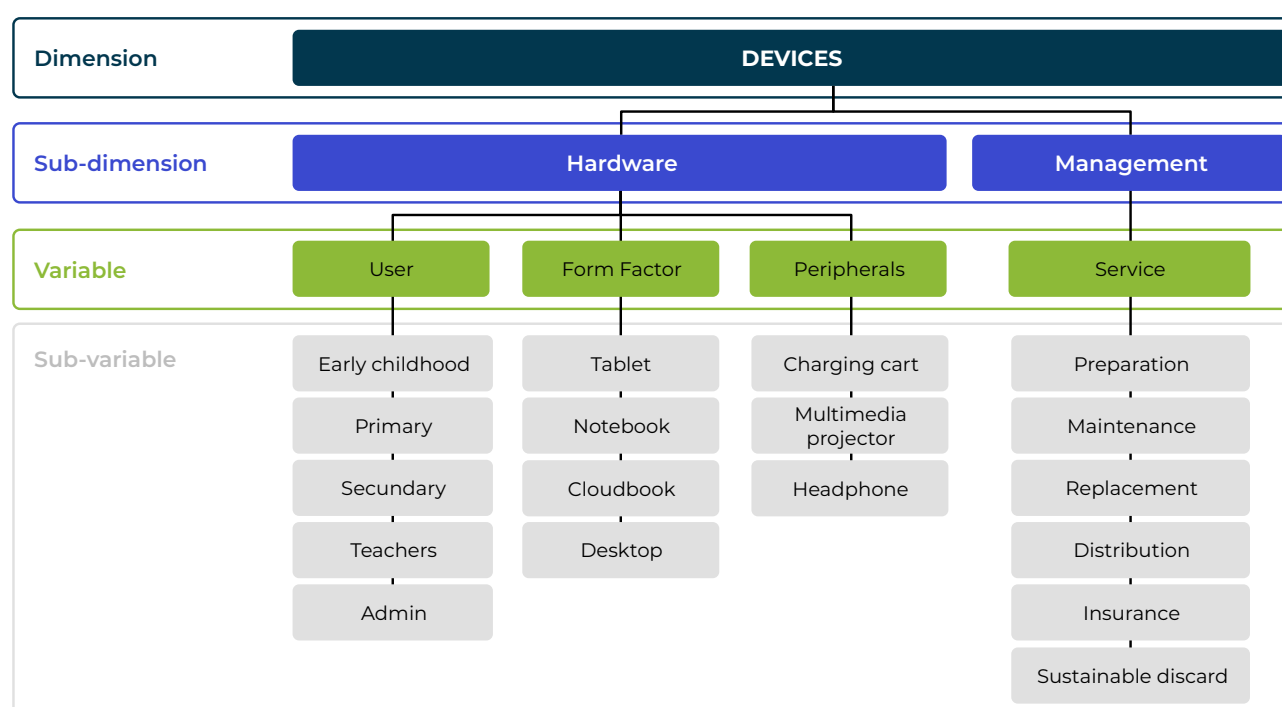 Dimension
DEVICES
Sub-dimension
Hardware
Management
Variable
User
Form Factor
Peripherals
Service
Sub-variable
Early childhood
Tablet
Charging cart
Preparation
Primary
Notebook
Multimedia
projector
Maintenance
Secundary
Cloudbook
Headphone
Replacement
Teachers
Desktop
Distribution
Admin
Insurance
Sustainable discard